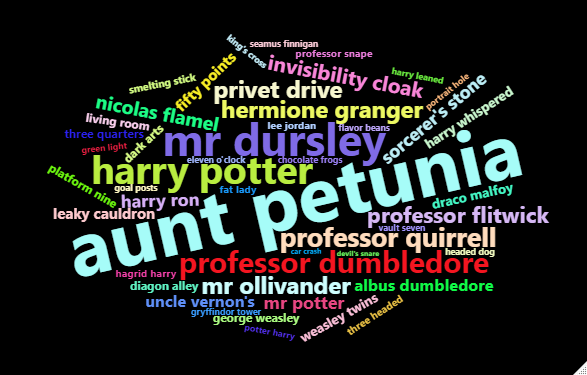 king's cross
seamus finnigan
professor snape
fifty points
invisibility cloak
harry leaned
smelting stick
privet drive
portrait hole
nicolas flamel
hermione granger
sorcerer's stone
harry whispered
living room
lee jordan
flavor beans
three quarters
dark arts
mr dursley
green light
eleven o'clock
chocolate frogs
harry potter
aunt petunia
platform nine
goal posts
fat lady
harry ron
draco malfoy
leaky cauldron
professor flitwick
vault seven
professor quirrell
car crash
devil's snare
headed dog
professor dumbledore
hagrid harry
diagon alley
mr ollivander
albus dumbledore
uncle vernon's
mr potter
weasley twins
three headed
gryffindor tower
george weasley
potter harry